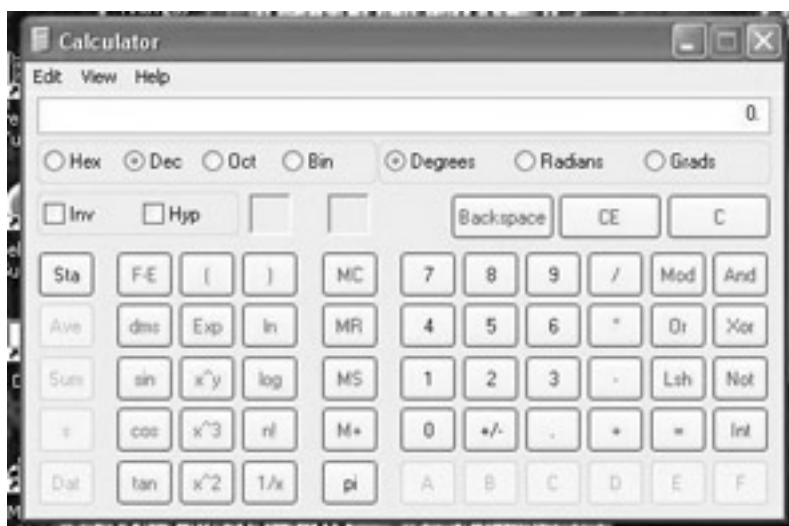 Calculator
Edit View Help
0.
Hex Dec Oct Bin Degrees Radians Grads
Inv Hyp Backspace CE C
Sta F-E ( ) MC 7 8 9 / Mod And
Ave dms Exp ln MR 4 5 6 * Or Xor
Sum sin x^y log MS 1 2 3 - Lsh Not
s cos x^3 n! M+ 0 +/- . + = Int
Dat tan x^2 1/x pi A B C D E F